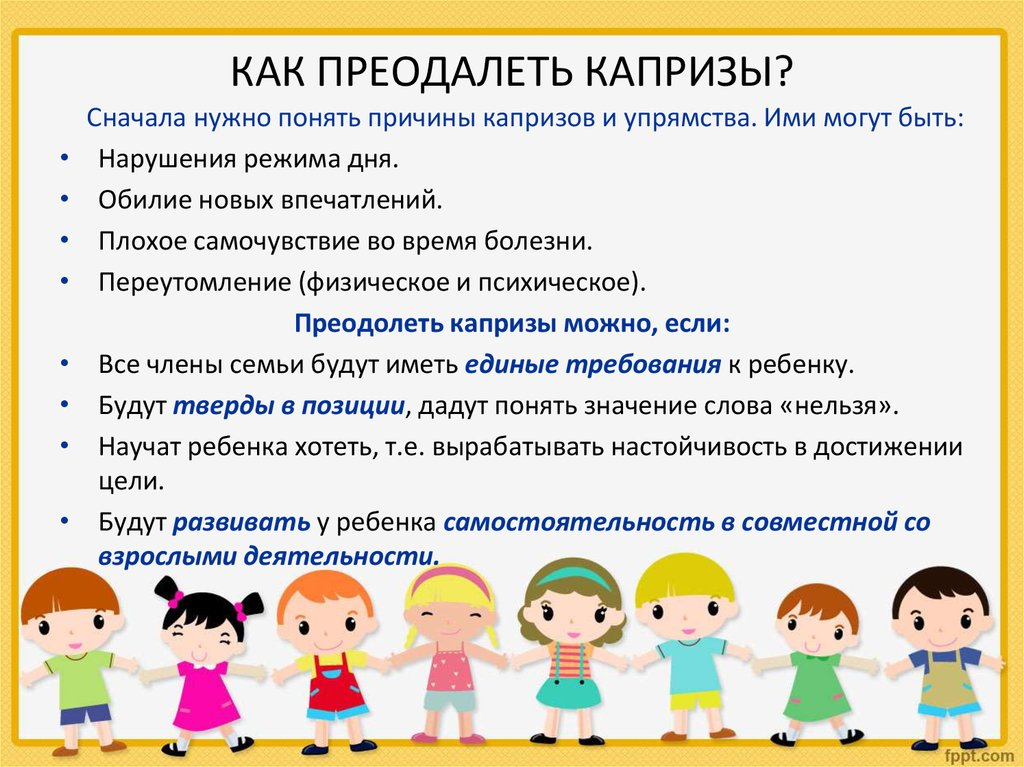 КАК ПРЕОДАЛЕТЬ КАПРИЗЫ?
Сначала нужно понять причины капризов и упрямства. Ими могут быть:
• Нарушения режима дня.
• Обилие новых впечатлений.
• Плохое самочувствие во время болезни.
• Переутомление (физическое и психическое).
Преодолеть капризы можно, если:
• Все члены семьи будут иметь единые требования к ребенку.
• Будут тверды в позиции, дадут понять значение слова «нельзя».
• Научат ребенка хотеть, т.е. вырабатывать настойчивость в достижении
цели.
• Будут развивать у ребенка самостоятельность в совместной со
взрослыми деятельности.
fppt.com